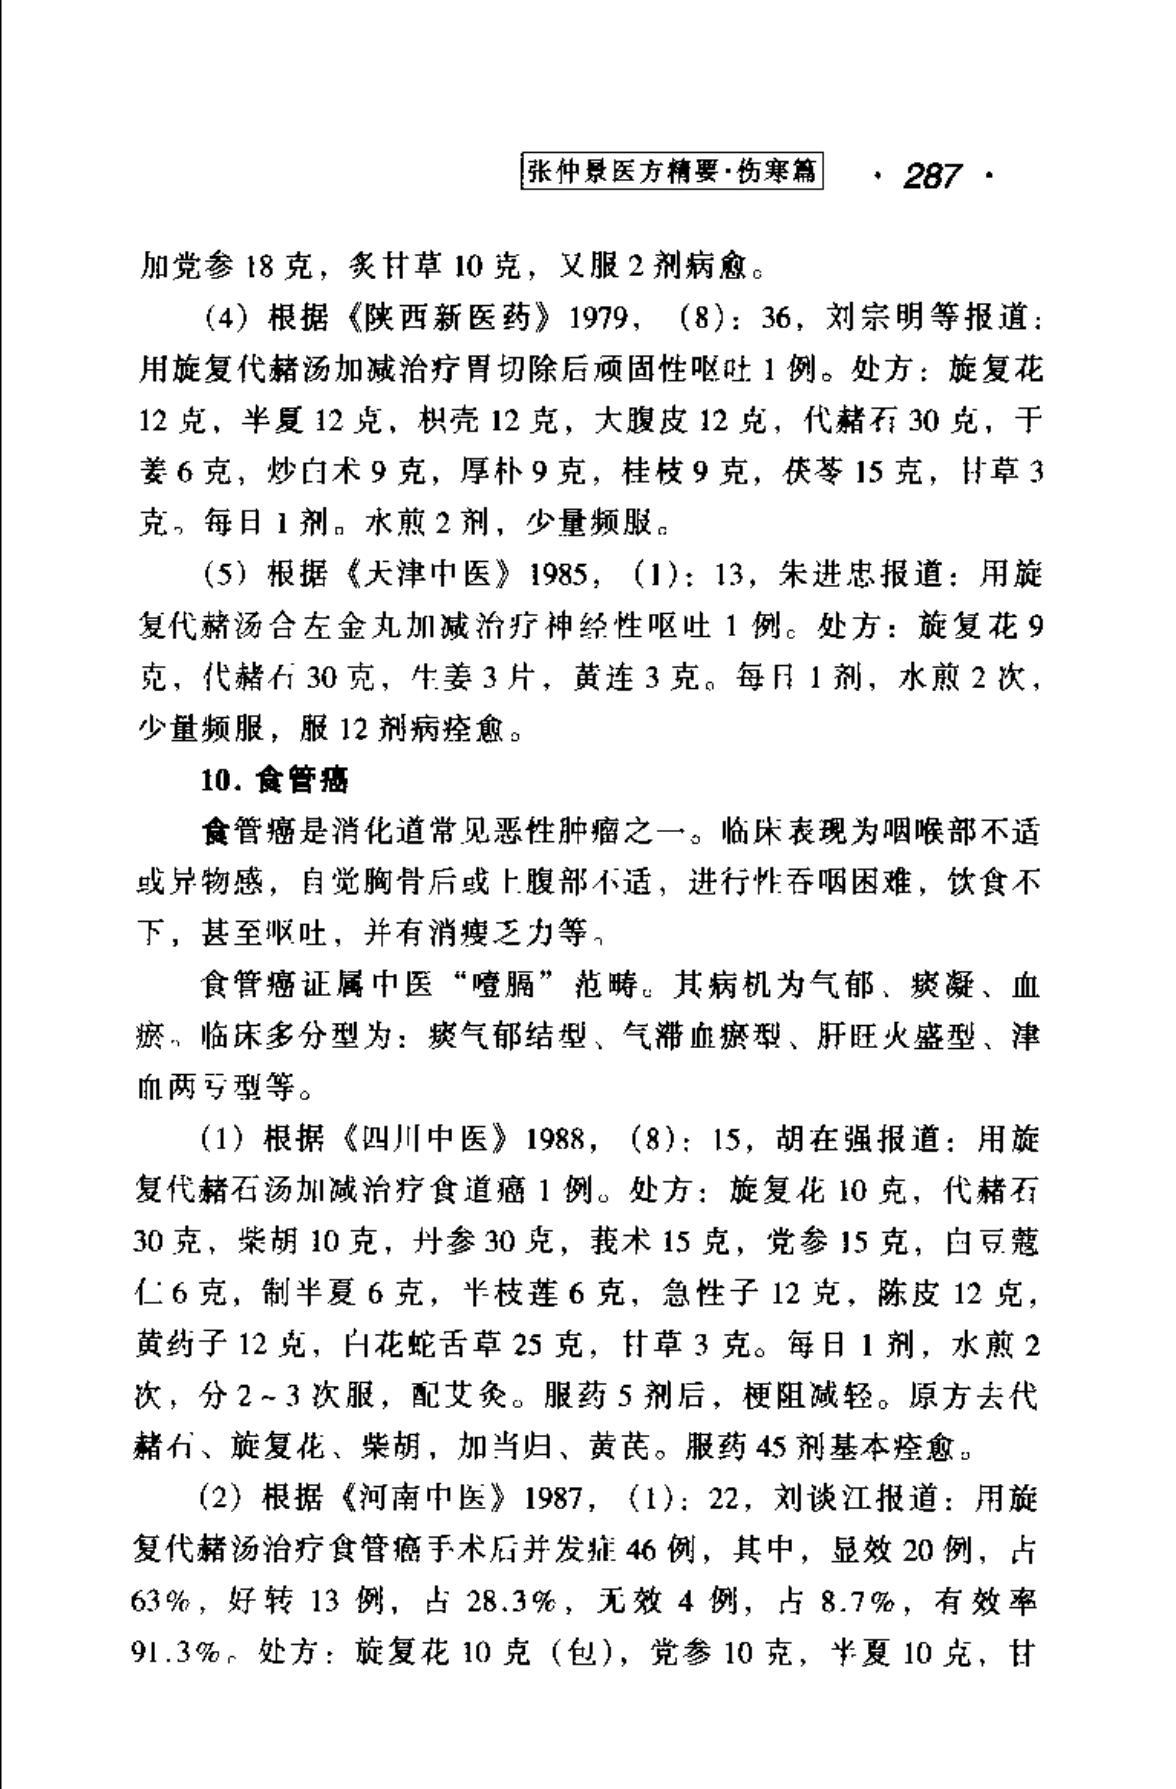 张仲景医方精要·伤寒篇 · 287 ·
加党参 18 克，炙甘草 10 克，又服 2 剂病愈。
（4）根据《陕西新医药》1979，（8）：36，刘宗明等报道：
用旋复代赭汤加减治疗胃切除后顽固性呕吐 1 例。处方：旋复花
12 克，半夏 12 克，枳壳 12 克，大腹皮 12 克，代赭石 30 克，干
姜 6 克，炒白术 9 克，厚朴 9 克，桂枝 9 克，茯苓 15 克，甘草 3
克。每日 1 剂。水煎 2 剂，少量频服。
（5）根据《天津中医》1985，（1）：13，朱进忠报道：用旋
复代赭汤合左金丸加减治疗神经性呕吐 1 例。处方：旋复花 9
克，代赭石 30 克，生姜 3 片，黄连 3 克。每日 1 剂，水煎 2 次，
少量频服，服 12 剂病痊愈。
10. 食管癌
食管癌是消化道常见恶性肿瘤之一。临床表现为咽喉部不适
或异物感，自觉胸骨后或上腹部不适，进行性吞咽困难，饮食不
下，甚至呕吐，并有消瘦乏力等。
食管癌证属中医“噎膈”范畴。其病机为气郁、痰凝、血
瘀。临床多分型为：痰气郁结型、气滞血瘀型、肝旺火盛型、津
血两亏型等。
（1）根据《四川中医》1988，（8）：15，胡在强报道：用旋
复代赭石汤加减治疗食道癌 1 例。处方：旋复花 10 克，代赭石
30 克，柴胡 10 克，丹参 30 克，莪术 15 克，党参 15 克，白豆蔻
仁 6 克，制半夏 6 克，半枝莲 6 克，急性子 12 克，陈皮 12 克，
黄药子 12 克，白花蛇舌草 25 克，甘草 3 克。每日 1 剂，水煎 2
次，分 2~3 次服，配艾灸。服药 5 剂后，梗阻减轻。原方去代
赭石、旋复花、柴胡，加当归、黄芪。服药 45 剂基本痊愈。
（2）根据《河南中医》1987，（1）：22，刘谈江报道：用旋
复代赭汤治疗食管癌手术后并发症 46 例，其中，显效 20 例，占
63%，好转 13 例，占 28.3%，无效 4 例，占 8.7%，有效率
91.3%。处方：旋复花 10 克（包），党参 10 克，半夏 10 克，甘